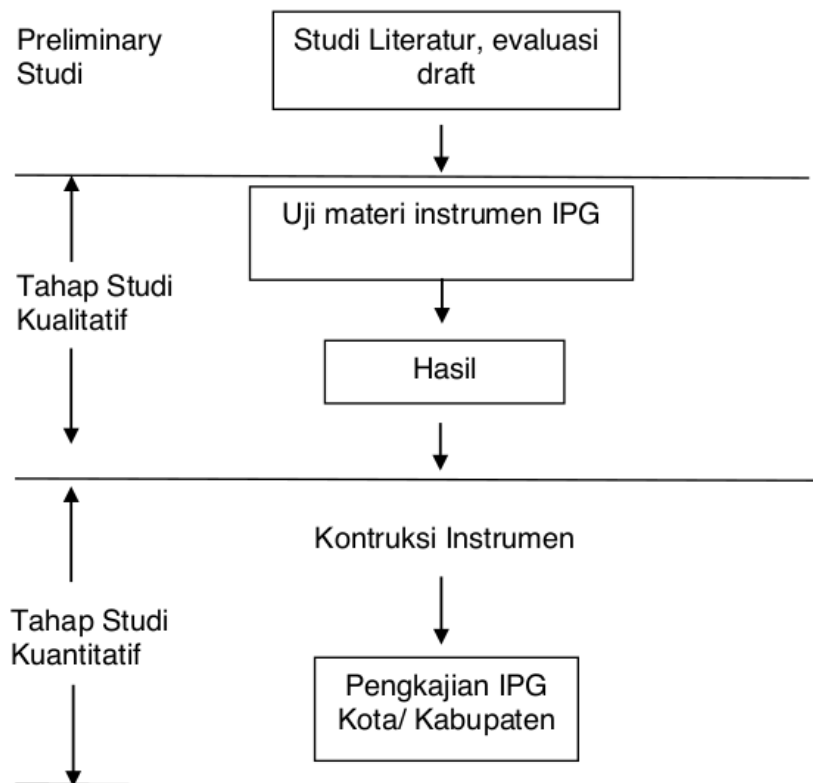 Preliminary
Studi
Studi Literatur, evaluasi
draft
Uji materi instrumen IPG
Tahap Studi
Kualitatif
Hasil
Kontruksi Instrumen
Tahap Studi
Kuantitatif
Pengkajian IPG
Kota/ Kabupaten